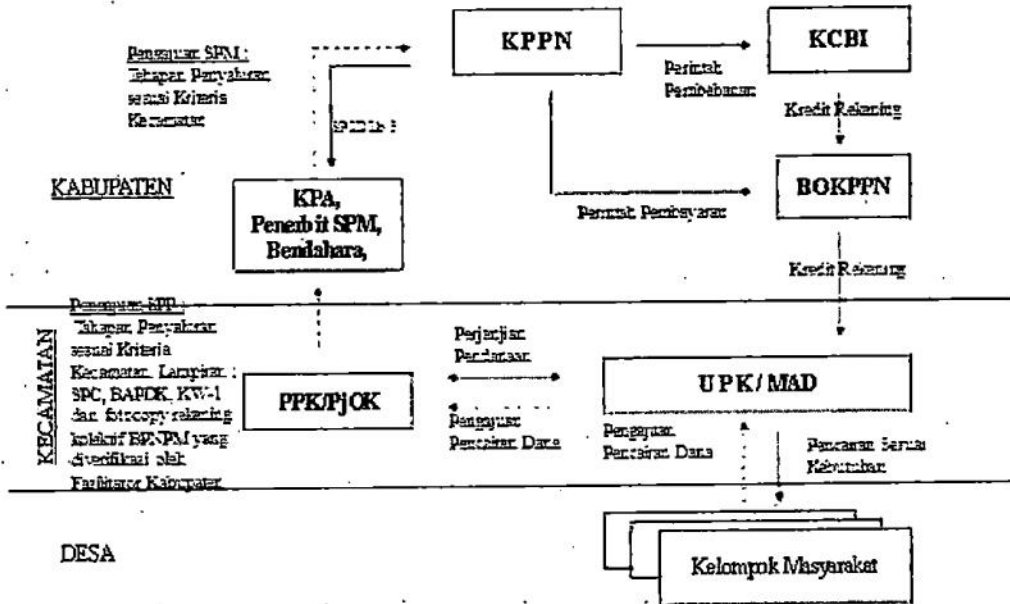 KPPN
KCBI
Pengajuan SPM :
Tahapan Penyaluran
sesuai Kriteria
Kecamatan
Perintah
Pembebanan
Kredit Rekening
KABUPATEN
KPA,
Penerbit SPM,
Bendahara,
BOKPPN
Perintah Pembayaran
Kredit Rekening
KECAMATAN
Pengajuan SPP :
Tahapan Penyaluran
sesuai Kriteria
Kecamatan. Lampiran :
SPC, BAPDK, KW-1
dan fotocopy rekening
kolektif BPNPM yang
diverifikasi oleh
Fasilitator Kabupaten
PPK/PjOK
Perjanjian
Pendanaan
Pengajuan
Pencairan Dana
UPK / MAD
Pengajuan
Pencairan Dana
Pencairan Sesuai
Kebutuhan
DESA
Kelompok Masyarakat